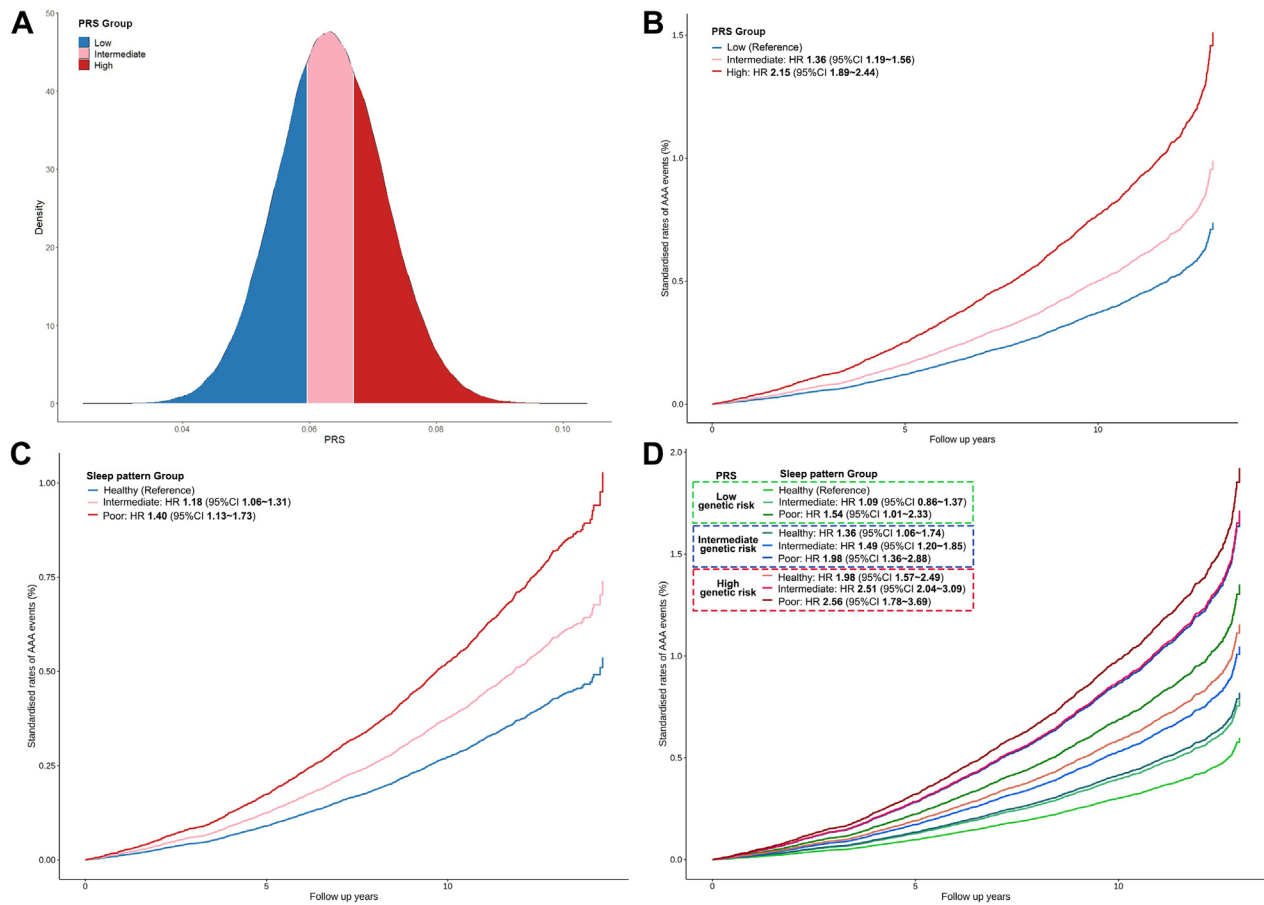 A
PRS Group
Low
Intermediate
High
50
40
30
20
10
0
Density
0.04
0.06
0.08
0.10
PRS
B
PRS Group
Low (Reference)
Intermediate: HR 1.36 (95%CI 1.19~1.56)
High: HR 2.15 (95%CI 1.89~2.44)
1.5
1.0
0.5
0.0
Standardised rates of AAA events (%)
0
5
10
Follow up years
C
Sleep pattern Group
Healthy (Reference)
Intermediate: HR 1.18 (95%CI 1.06~1.31)
Poor: HR 1.40 (95%CI 1.13~1.73)
1.00
0.75
0.50
0.25
0.00
Standardised rates of AAA events (%)
0
5
10
Follow up years
D
PRS
Sleep pattern Group
Low
genetic risk
Healthy (Reference)
Intermediate: HR 1.09 (95%CI 0.86~1.37)
Poor: HR 1.54 (95%CI 1.01~2.33)
Intermediate
genetic risk
Healthy: HR 1.36 (95%CI 1.06~1.74)
Intermediate: HR 1.49 (95%CI 1.20~1.85)
Poor: HR 1.98 (95%CI 1.36~2.88)
High
genetic risk
Healthy: HR 1.98 (95%CI 1.57~2.49)
Intermediate: HR 2.51 (95%CI 2.04~3.09)
Poor: HR 2.56 (95%CI 1.78~3.69)
2.0
1.5
1.0
0.5
0.0
Standardised rates of AAA events (%)
0
5
10
Follow up years